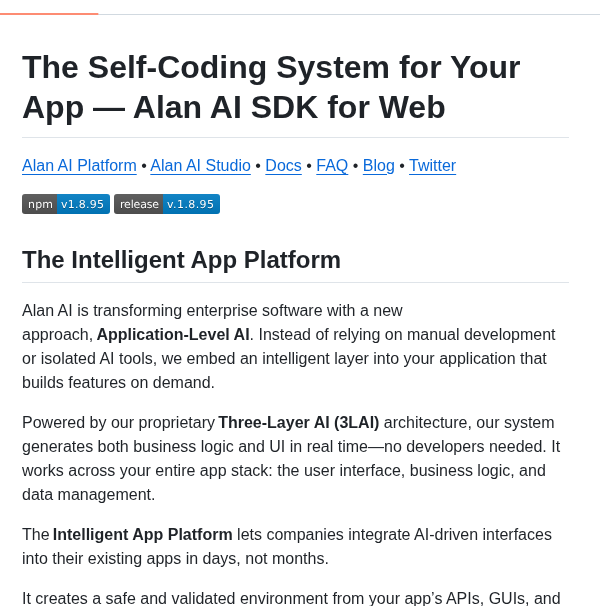 The Self-Coding System for Your
App — Alan AI SDK for Web
Alan AI Platform • Alan AI Studio • Docs • FAQ • Blog • Twitter
npm v1.8.95 release v.1.8.95
The Intelligent App Platform
Alan AI is transforming enterprise software with a new
approach, Application-Level AI. Instead of relying on manual development
or isolated AI tools, we embed an intelligent layer into your application that
builds features on demand.
Powered by our proprietary Three-Layer AI (3LAI) architecture, our system
generates both business logic and UI in real time—no developers needed. It
works across your entire app stack: the user interface, business logic, and
data management.
The Intelligent App Platform lets companies integrate AI-driven interfaces
into their existing apps in days, not months.
It creates a safe and validated environment from your app’s APIs, GUIs, and